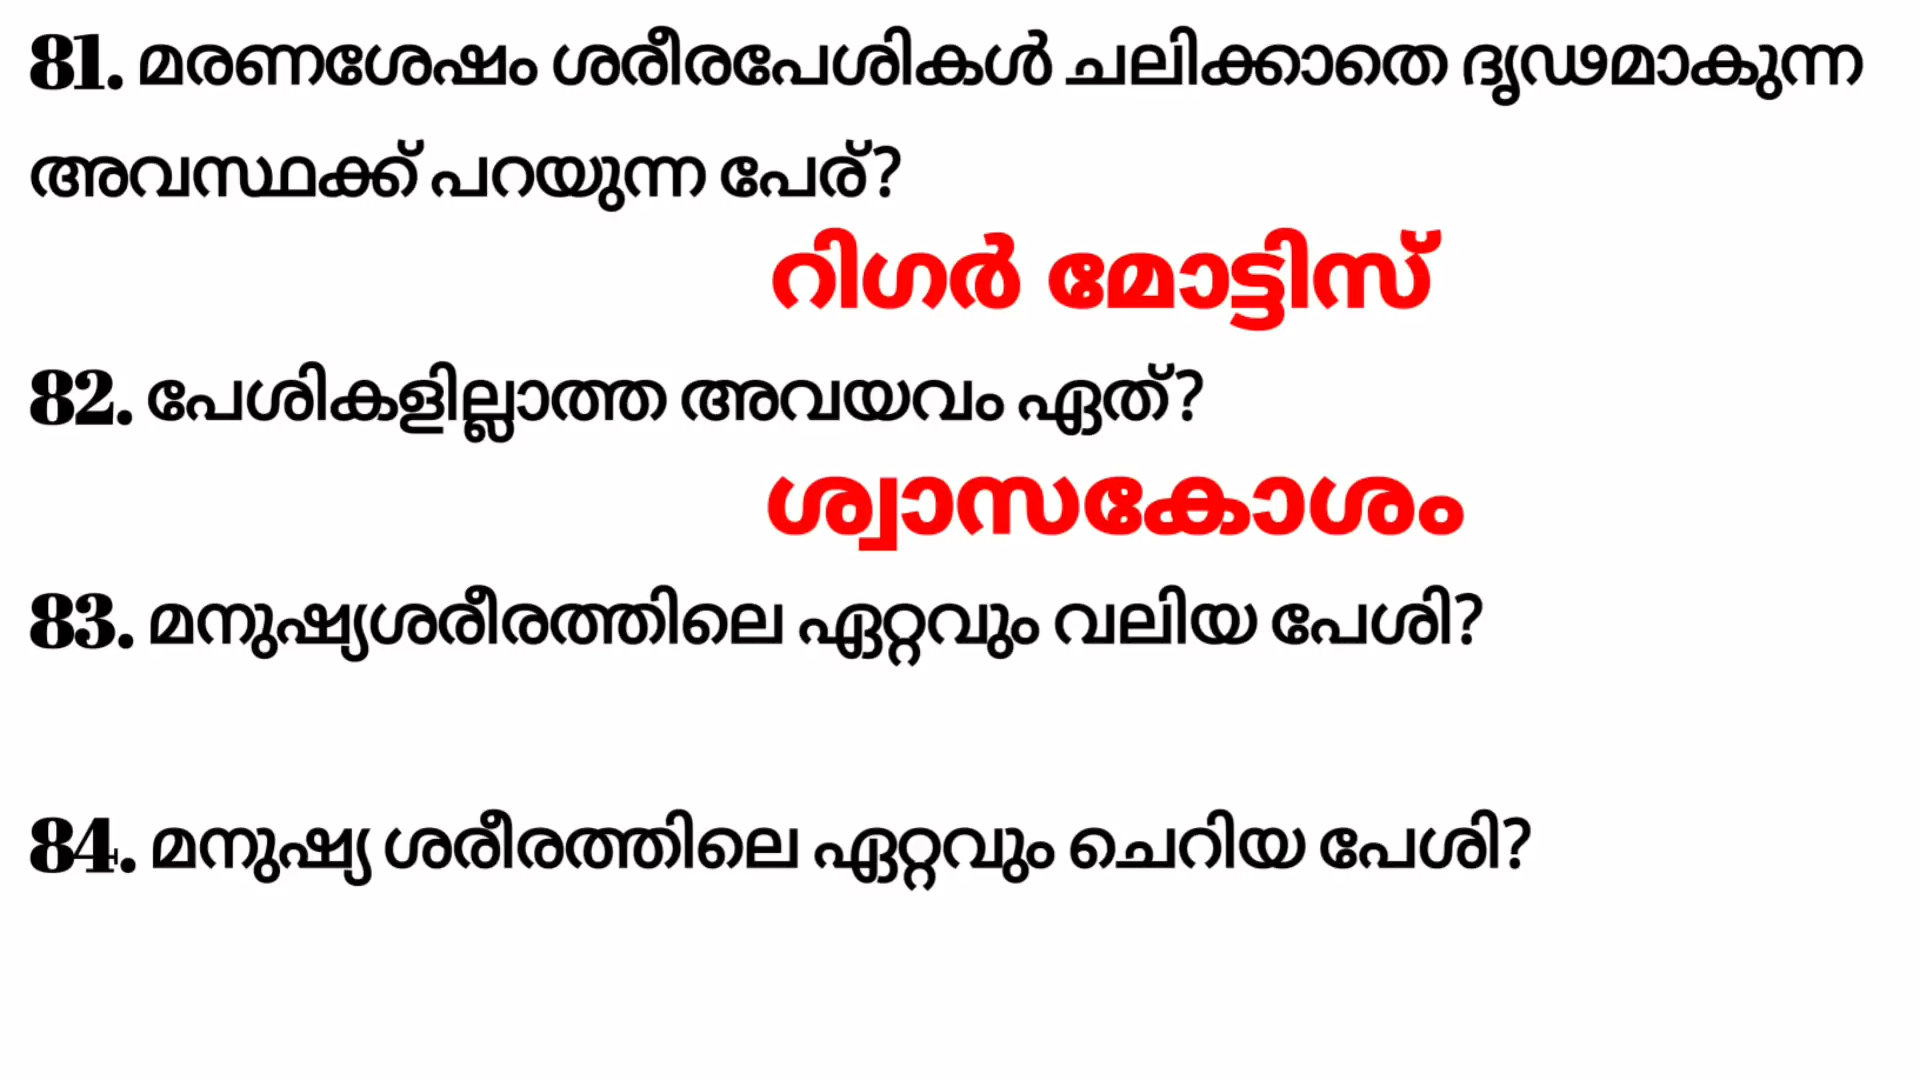 81. മരണശേഷം ശരീരപേശികൾ ചലിക്കാതെ ദൃഢമാകുന്ന
അവസ്ഥക്ക് പറയുന്ന പേര്?
റിഗർ മോട്ടിസ്
82. പേശികളില്ലാത്ത അവയവം ഏത്?
ശ്വാസകോശം
83. മനുഷ്യശരീരത്തിലെ ഏറ്റവും വലിയ പേശി?
84. മനുഷ്യ ശരീരത്തിലെ ഏറ്റവും ചെറിയ പേശി?